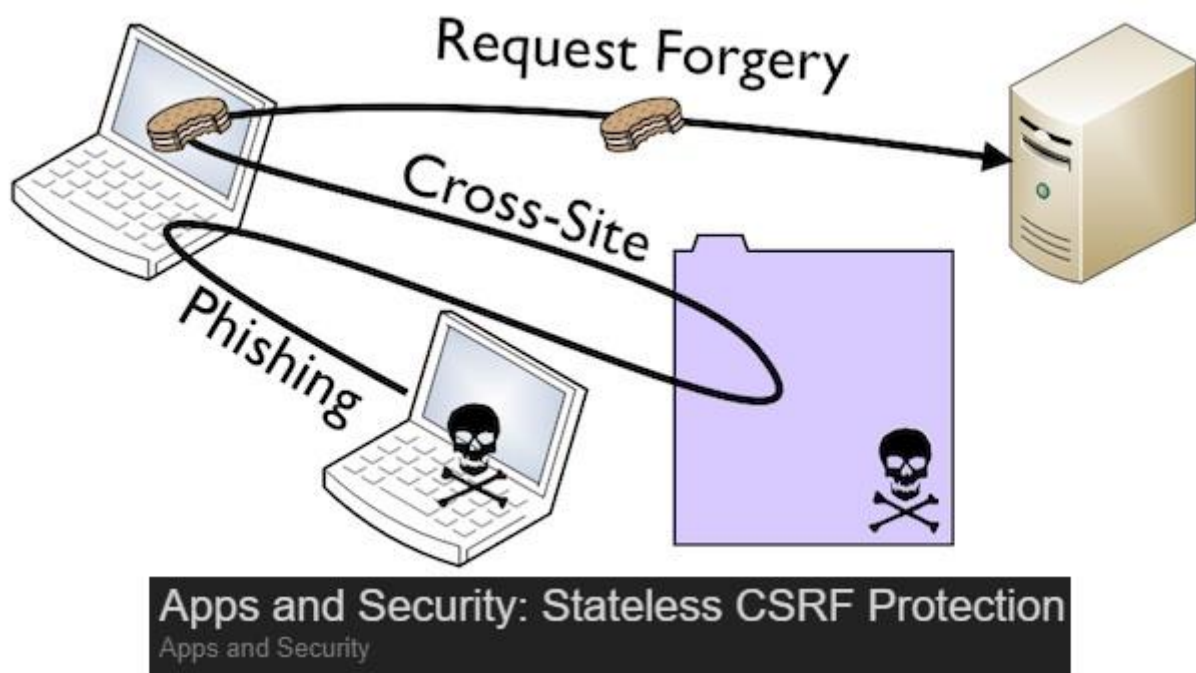 Request Forgery
Cross-Site
Phishing
Apps and Security: Stateless CSRF Protection
Apps and Security